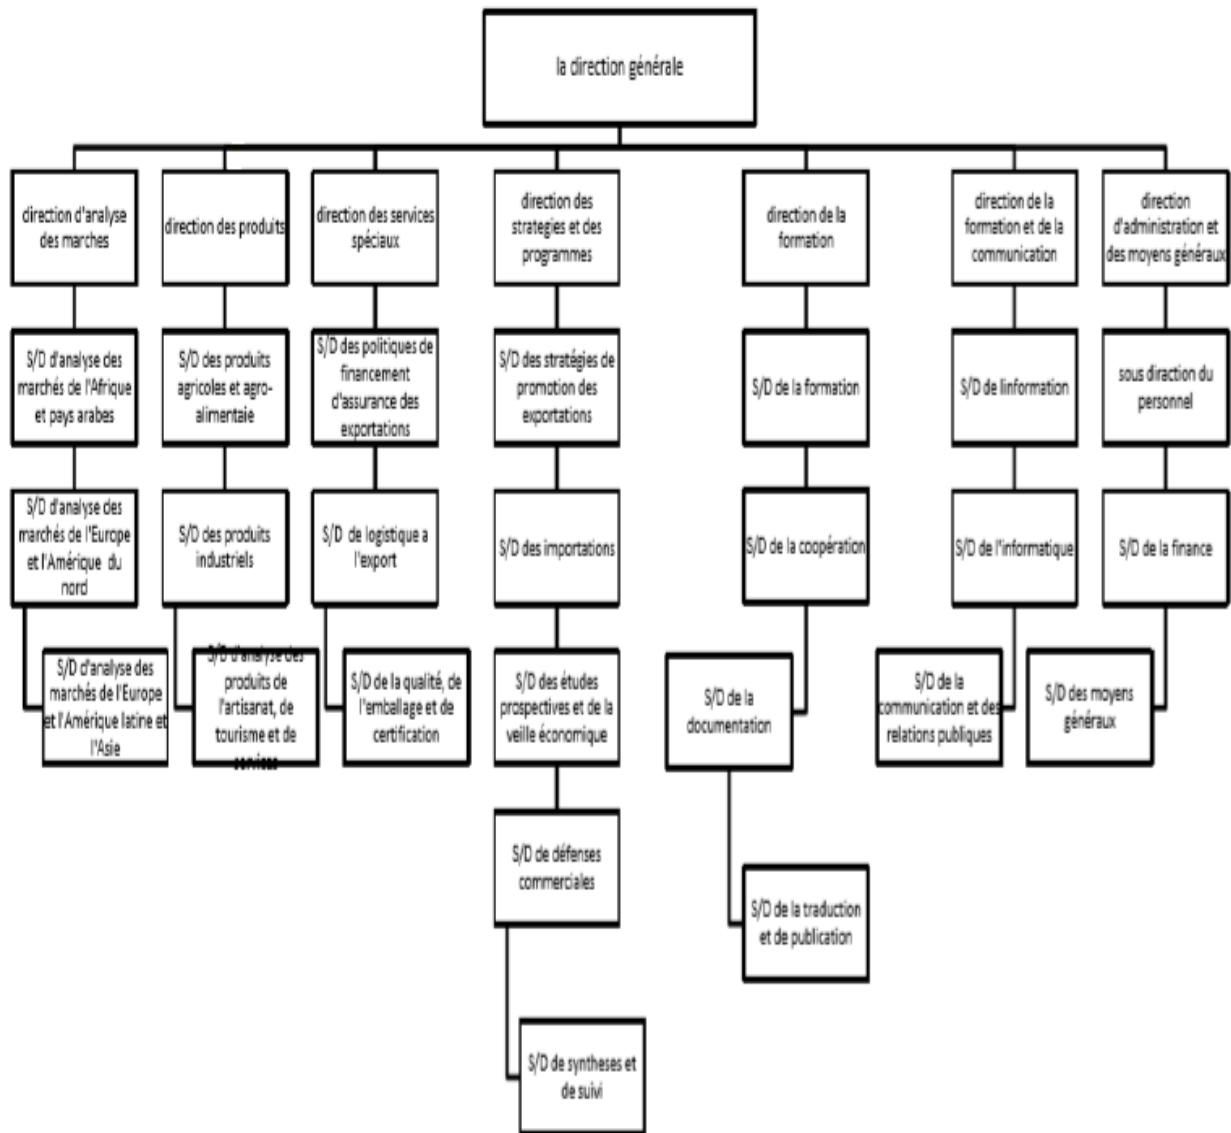 la direction générale
direction d'analyse
des marches
direction des produits
direction des services
spéciaux
direction des
strategies et des
programmes
direction de la
formation
direction de la
formation et de la
communication
direction
d'administration et
des moyens généraux
S/D d'analyse des
marchés de l'Afrique
et pays arabes
S/D des produits
agricoles et agro-
alimentaie
S/D des politiques de
financement
d'assurance des
exportations
S/D des stratégies de
promotion des
exportations
S/D de la formation
S/D de linformation
sous direction du
personnel
S/D d'analyse des
marchés de l'Europe
et l'Amérique du
nord
S/D des produits
industriels
S/D de logistique a
l'export
S/D des importations
S/D de la coopération
S/D de l'informatique
S/D de la finance
S/D d'analyse des
marchés de l'Europe
et l'Amérique latine et
l'Asie
S/D d'analyse des
produits de
l'artisanat, de
tourisme et de
services
S/D de la qualité, de
l'emballage et de
certification
S/D des études
prospectives et de la
veille économique
S/D de la
documentation
S/D de la
communication et des
relations publiques
S/D des moyens
généraux
S/D de défenses
commerciales
S/D de la traduction
et de publication
S/D de syntheses et
de suivi